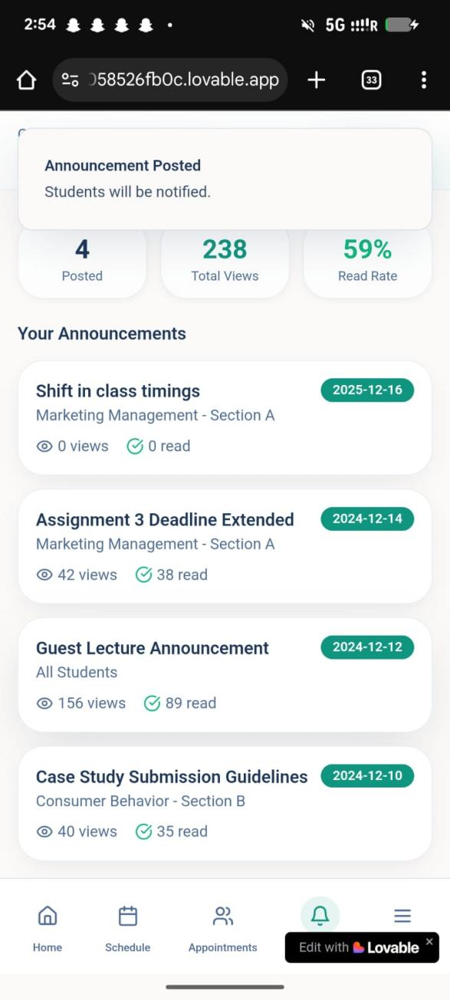 2:54
5G R
058526fb0c.lovable.app
33
Announcement Posted
Students will be notified.
4
238
59%
Posted
Total Views
Read Rate
Your Announcements
Shift in class timings
2025-12-16
Marketing Management - Section A
0 views 0 read
Assignment 3 Deadline Extended
2024-12-14
Marketing Management - Section A
42 views 38 read
Guest Lecture Announcement
2024-12-12
All Students
156 views 89 read
Case Study Submission Guidelines
2024-12-10
Consumer Behavior - Section B
40 views 35 read
Home
Schedule
Appointments
Edit with Lovable ×